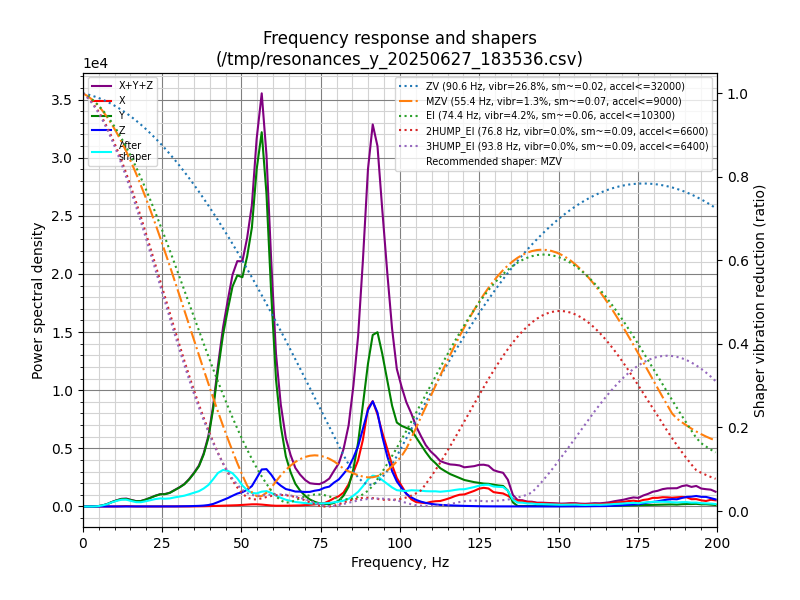 Frequency response and shapers
(/tmp/resonances_y_20250627_183536.csv)
1e4
X+Y+Z
X
Y
Z
After
shaper
ZV (90.6 Hz, vibr=26.8%, sm~=0.02, accel<=32000)
MZV (55.4 Hz, vibr=1.3%, sm~=0.07, accel<=9000)
EI (74.4 Hz, vibr=4.2%, sm~=0.06, accel<=10300)
2HUMP_EI (76.8 Hz, vibr=0.0%, sm~=0.09, accel<=6600)
3HUMP_EI (93.8 Hz, vibr=0.0%, sm~=0.09, accel<=6400)
Recommended shaper: MZV
3.5
3.0
2.5
2.0
1.5
1.0
0.5
0.0
Power spectral density
1.0
0.8
0.6
0.4
0.2
0.0
Shaper vibration reduction (ratio)
0 25 50 75 100 125 150 175 200
Frequency, Hz